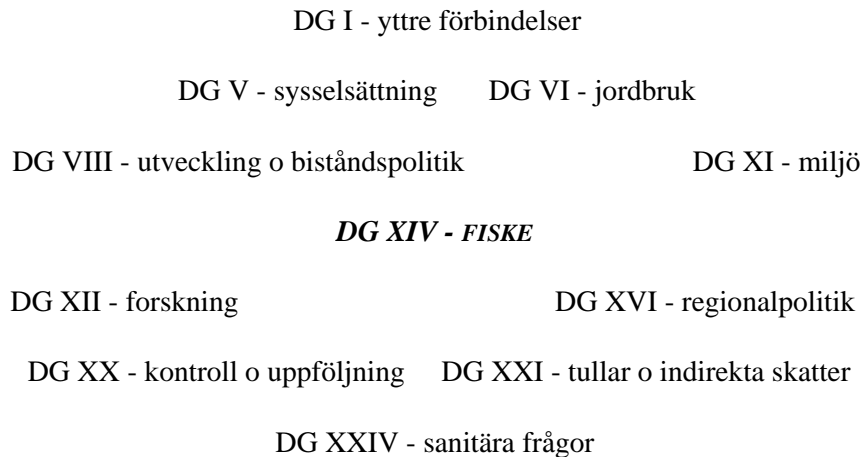 DG I - yttre förbindelser
DG V - sysselsättning DG VI - jordbruk
DG VIII - utveckling o biståndspolitik DG XI - miljö
DG XIV - FISKE
DG XII - forskning DG XVI - regionalpolitik
DG XX - kontroll o uppföljning DG XXI - tullar o indirekta skatter
DG XXIV - sanitära frågor